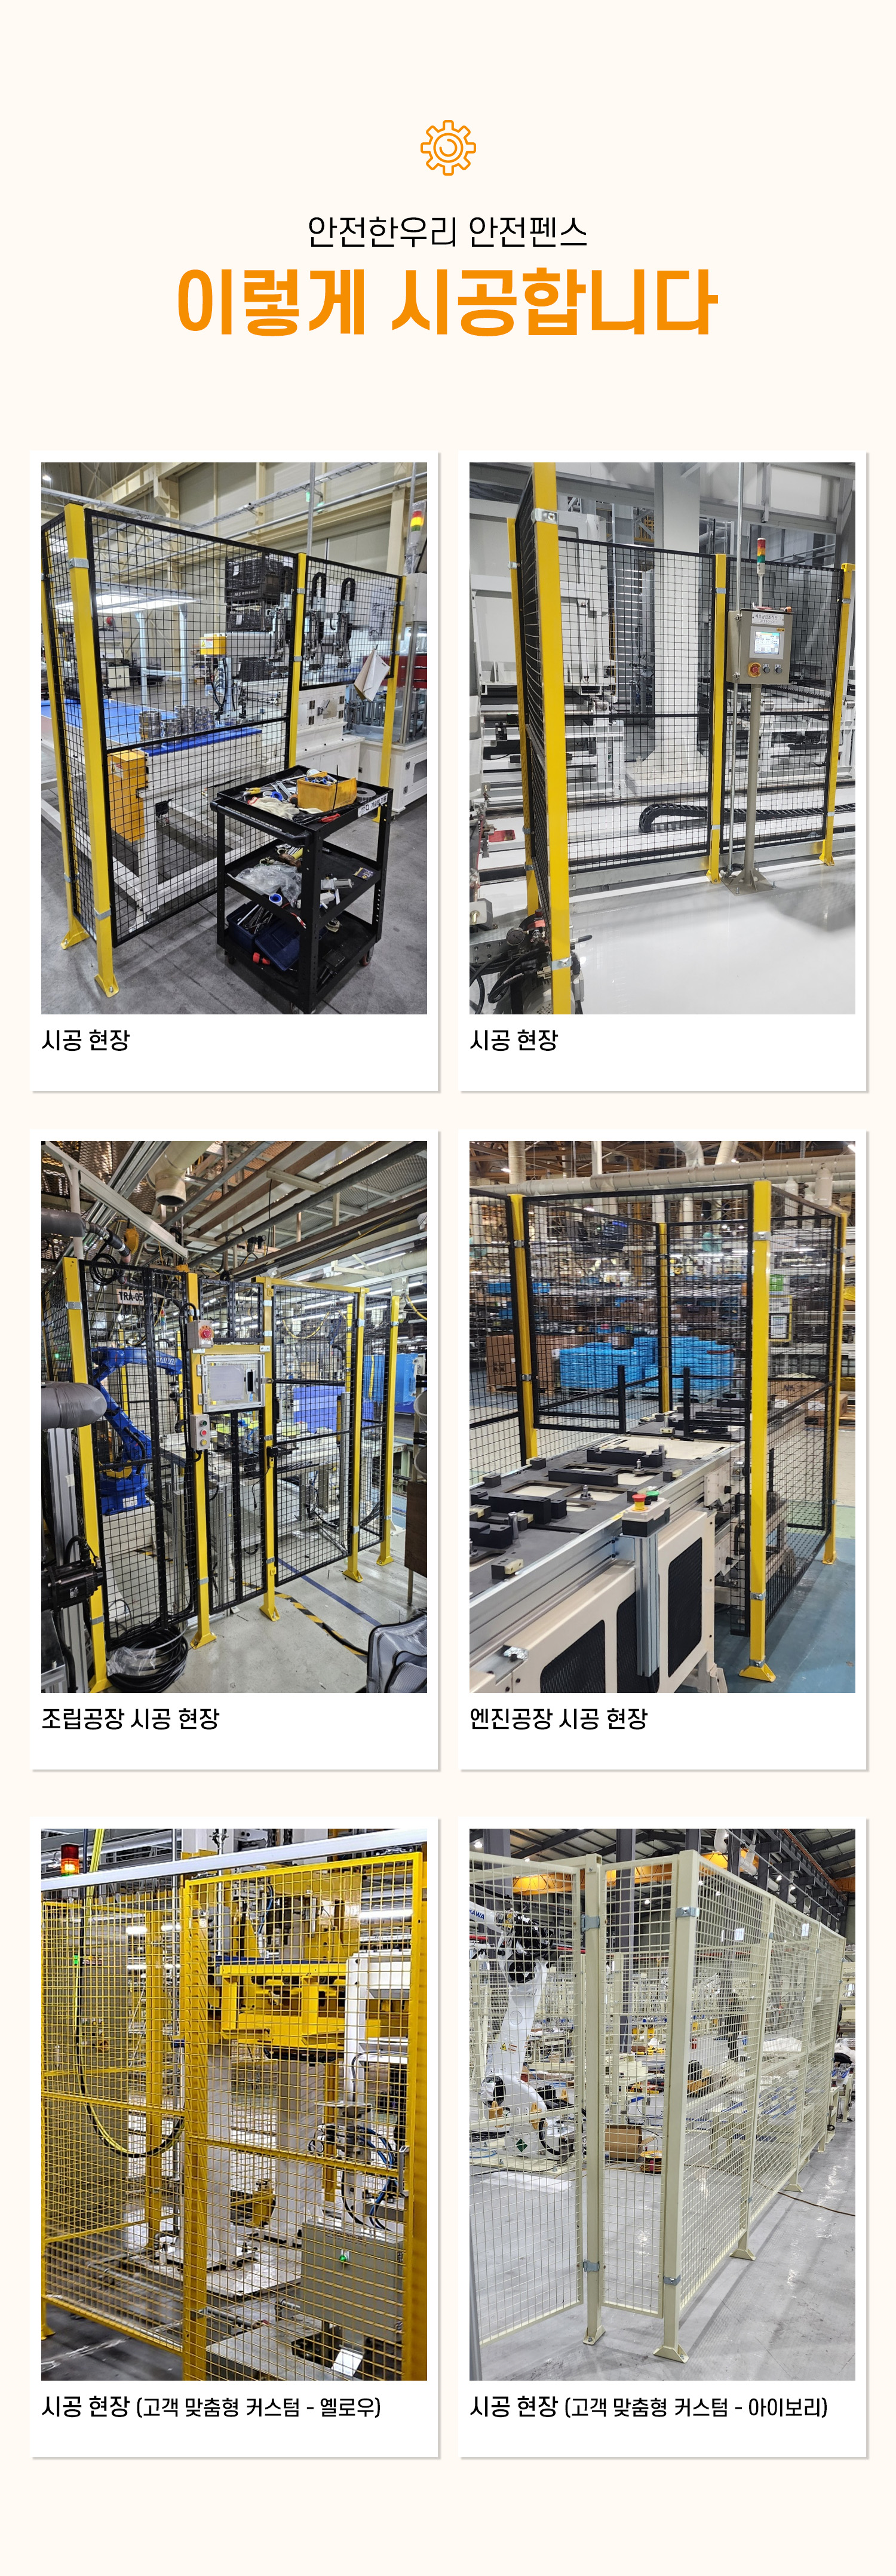 안전한우리 안전펜스
이렇게 시공합니다
시공 현장
시공 현장
TRA-05
조립공장 시공 현장
엔진공장 시공 현장
시공 현장 (고객 맞춤형 커스텀 - 옐로우)
시공 현장 (고객 맞춤형 커스텀 - 아이보리)